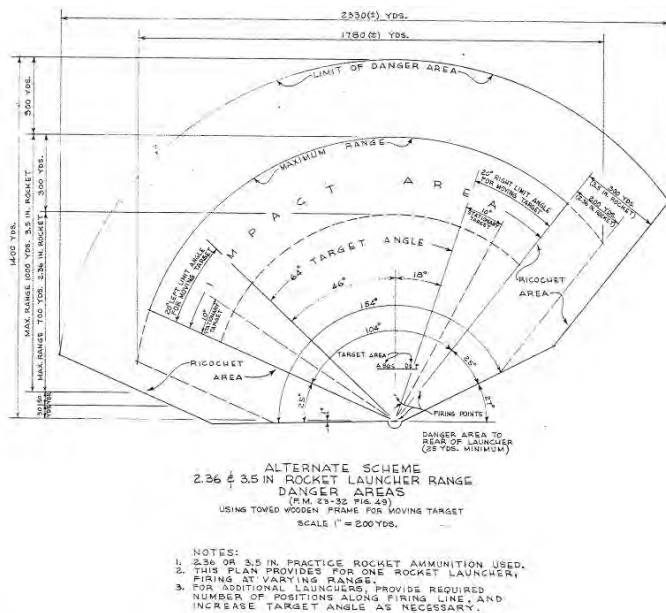 2330(±) YDS.
1780(±) YDS.
LIMIT OF DANGER AREA
300 YDS.
MAXIMUM RANGE
300 YDS.
1400 YDS.
MAX. RANGE 1000 YDS. 3.5 IN. ROCKET
MAX. RANGE 700 YDS. 2.36 IN. ROCKET
IMPACT AREA
20° RIGHT LIMIT ANGLE
FOR MOVING TARGET
10°
STATIONARY
TARGET
300 YDS.
(3.5 IN. ROCKET)
200 YDS.
(2.36 IN. ROCKET)
20° LEFT LIMIT ANGLE
FOR MOVING TARGET
10°
STATIONARY
TARGET
TARGET ANGLE
64°
46°
18°
154°
104°
RICOCHET
AREA
RICOCHET
AREA
TARGET AREA
25°
25°
FIRING POINTS
DANGER AREA TO
REAR OF LAUNCHER
(25 YDS. MINIMUM)
ALTERNATE SCHEME
2.36 & 3.5 IN ROCKET LAUNCHER RANGE
DANGER AREAS
(F.M. 23-32 FIG. 49)
USING TOWED WOODEN FRAME FOR MOVING TARGET
SCALE 1" = 200 YDS.
NOTES:
1. 2.36 OR 3.5 IN. PRACTICE ROCKET AMMUNITION USED.
2. THIS PLAN PROVIDES FOR ONE ROCKET LAUNCHER,
FIRING AT VARYING RANGE.
3. FOR ADDITIONAL LAUNCHERS, PROVIDE REQUIRED
NUMBER OF POSITIONS ALONG FIRING LINE, AND
INCREASE TARGET ANGLE AS NECESSARY.